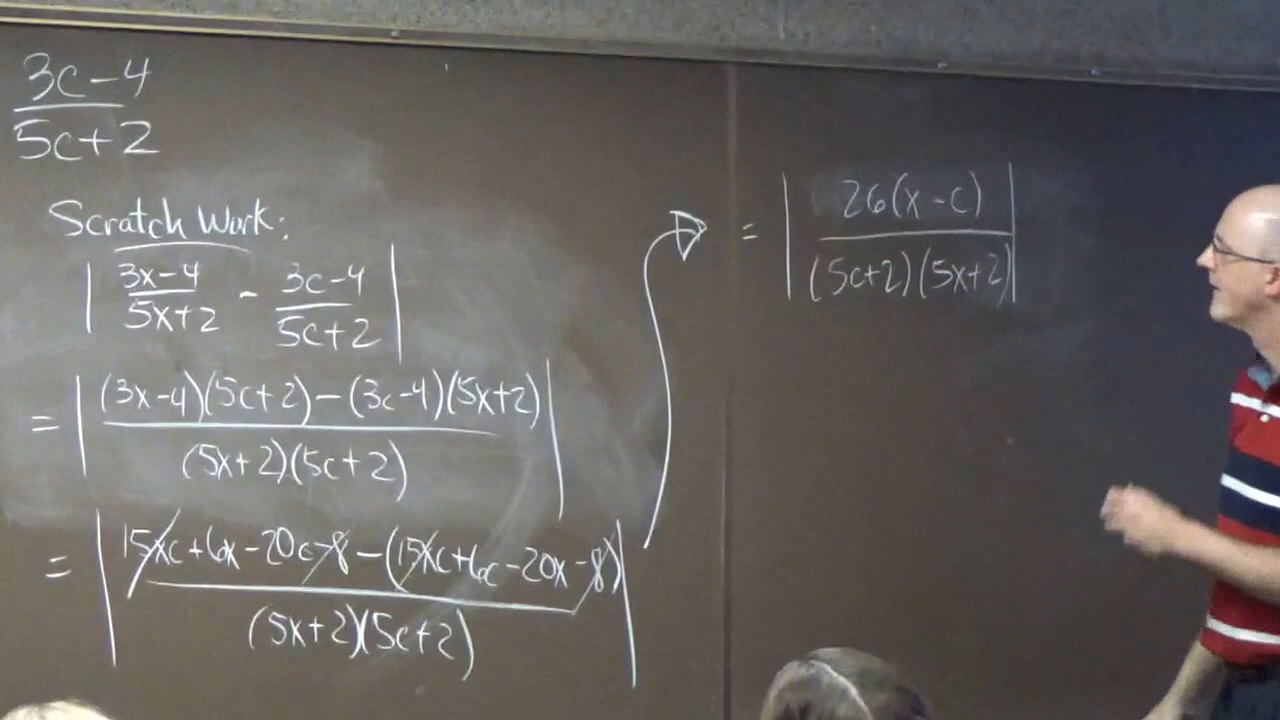 3c-4
5c+2
Scratch Work:
| 3x-4/5x+2 - 3c-4/5c+2 |
= | (3x-4)(5c+2)-(3c-4)(5x+2) / (5x+2)(5c+2) |
= | 15xc+6x-20c-8-(15xc+6c-20x-8) / (5x+2)(5c+2) |
= | 26(x-c) / (5c+2)(5x+2) |